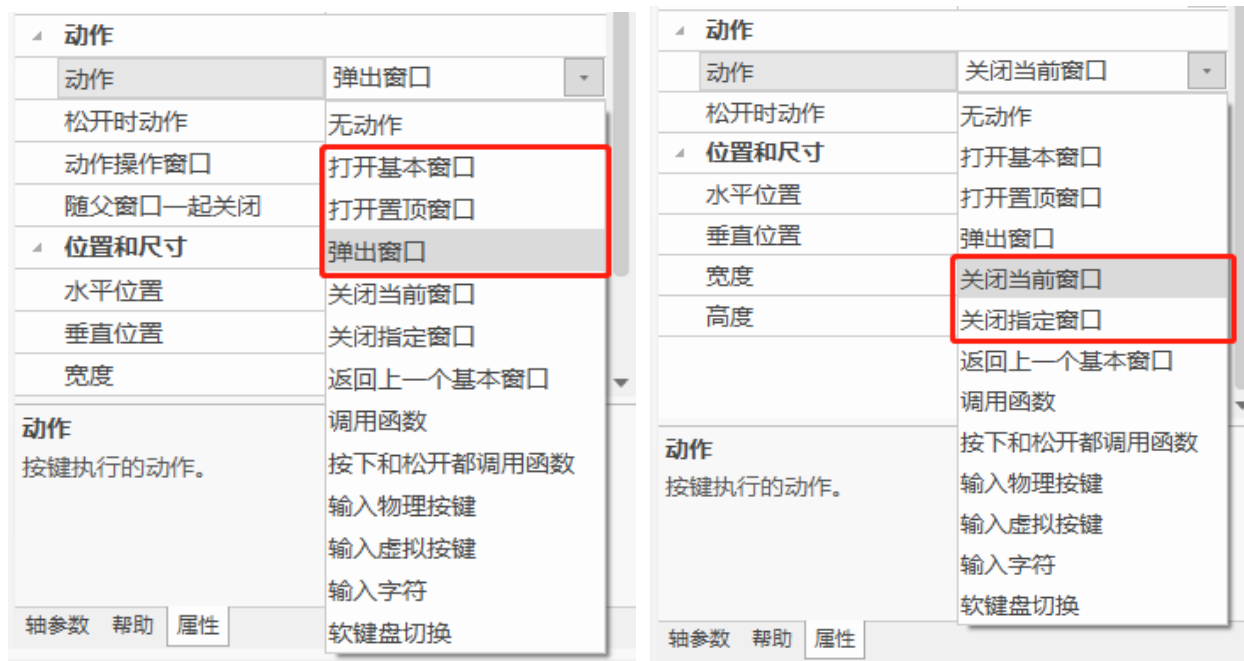 动作
动作 弹出窗口
松开时动作
动作操作窗口
随父窗口一起关闭
位置和尺寸
水平位置
垂直位置
宽度
无动作
打开基本窗口
打开置顶窗口
弹出窗口
关闭当前窗口
关闭指定窗口
返回上一个基本窗口
调用函数
按下和松开都调用函数
输入物理按键
输入虚拟按键
输入字符
软键盘切换
动作
按键执行的动作。
轴参数 帮助 属性
动作
动作 关闭当前窗口
松开时动作
位置和尺寸
水平位置
垂直位置
宽度
高度
无动作
打开基本窗口
打开置顶窗口
弹出窗口
关闭当前窗口
关闭指定窗口
返回上一个基本窗口
调用函数
按下和松开都调用函数
输入物理按键
输入虚拟按键
输入字符
软键盘切换
动作
按键执行的动作。
轴参数 帮助 属性